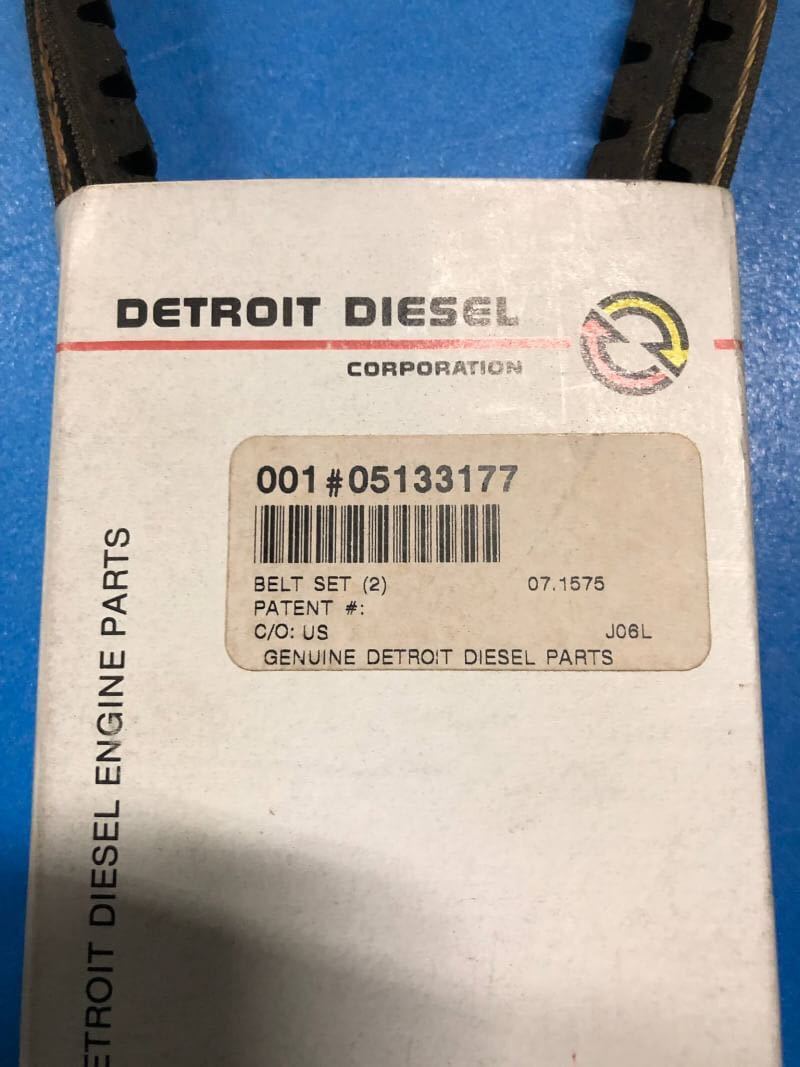 DETROIT DIESEL
CORPORATION
001#05133177
BELT SET (2) 07.1575
PATENT #:
C/O: US J06L
GENUINE DETROIT DIESEL PARTS
ETROIT DIESEL ENGINE PARTS